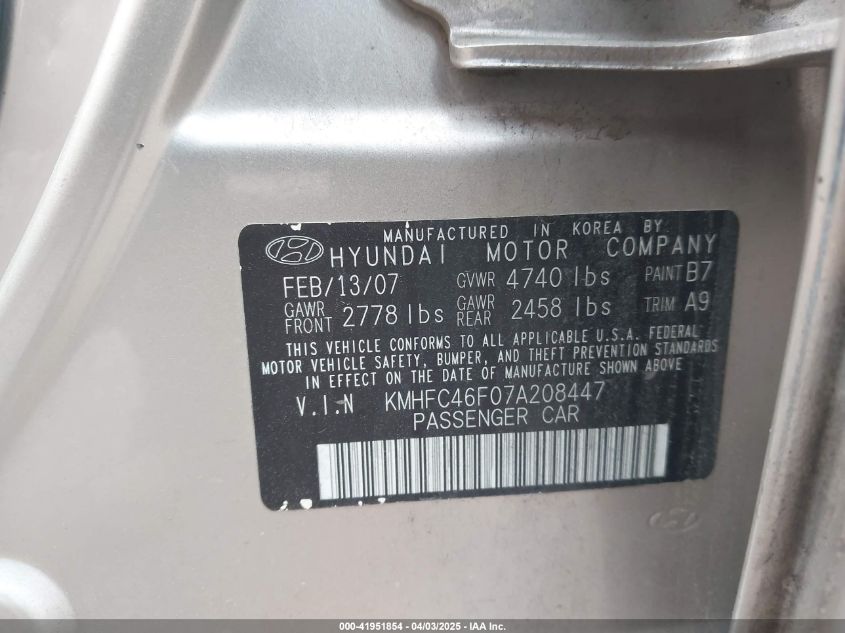 MANUFACTURED IN KOREA BY
HYUNDAI MOTOR COMPANY
FEB/13/07 GVWR 4740 lbs PAINT B7
GAWR FRONT 2778 lbs GAWR REAR 2458 lbs TRIM A9
THIS VEHICLE CONFORMS TO ALL APPLICABLE U.S.A. FEDERAL
MOTOR VEHICLE SAFETY, BUMPER, AND THEFT PREVENTION STANDARDS
IN EFFECT ON THE DATE OF MANUFACTURE SHOWN ABOVE
V.I.N KMHFC46F07A208447
PASSENGER CAR
000-41951854 04/03/2025 - IAA Inc.